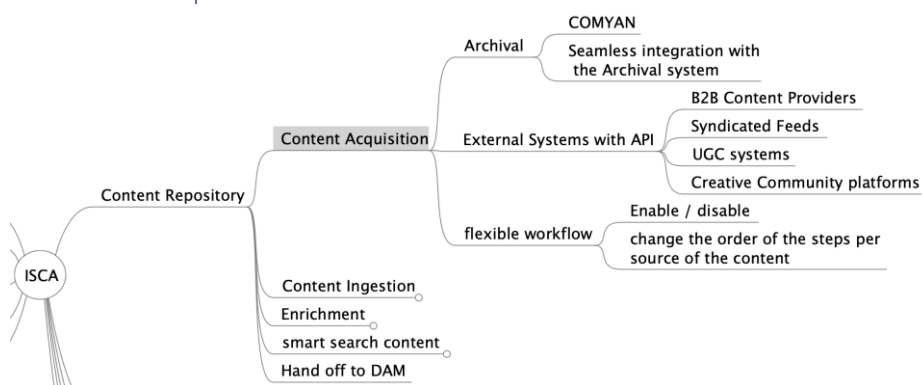 COMYAN
Archival
Seamless integration with
the Archival system
B2B Content Providers
Content Acquisition
External Systems with API
Syndicated Feeds
UGC systems
Creative Community platforms
Content Repository
flexible workflow
Enable / disable
change the order of the steps per
source of the content
ISCA
Content Ingestion
Enrichment
smart search content
Hand off to DAM